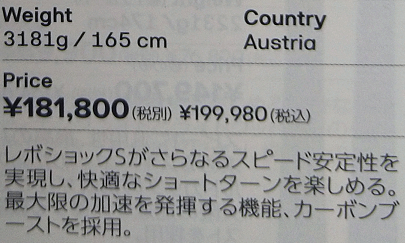 Weight
Country
3181g / 165 cm
Austria
Price
¥181,800(税別) ¥199,980(税込)
レボショックSがさらなるスピード安定性を
実現し、快適なショートターンを楽しめる。
最大限の加速を発揮する機能、カーボンブ
ーストを採用。